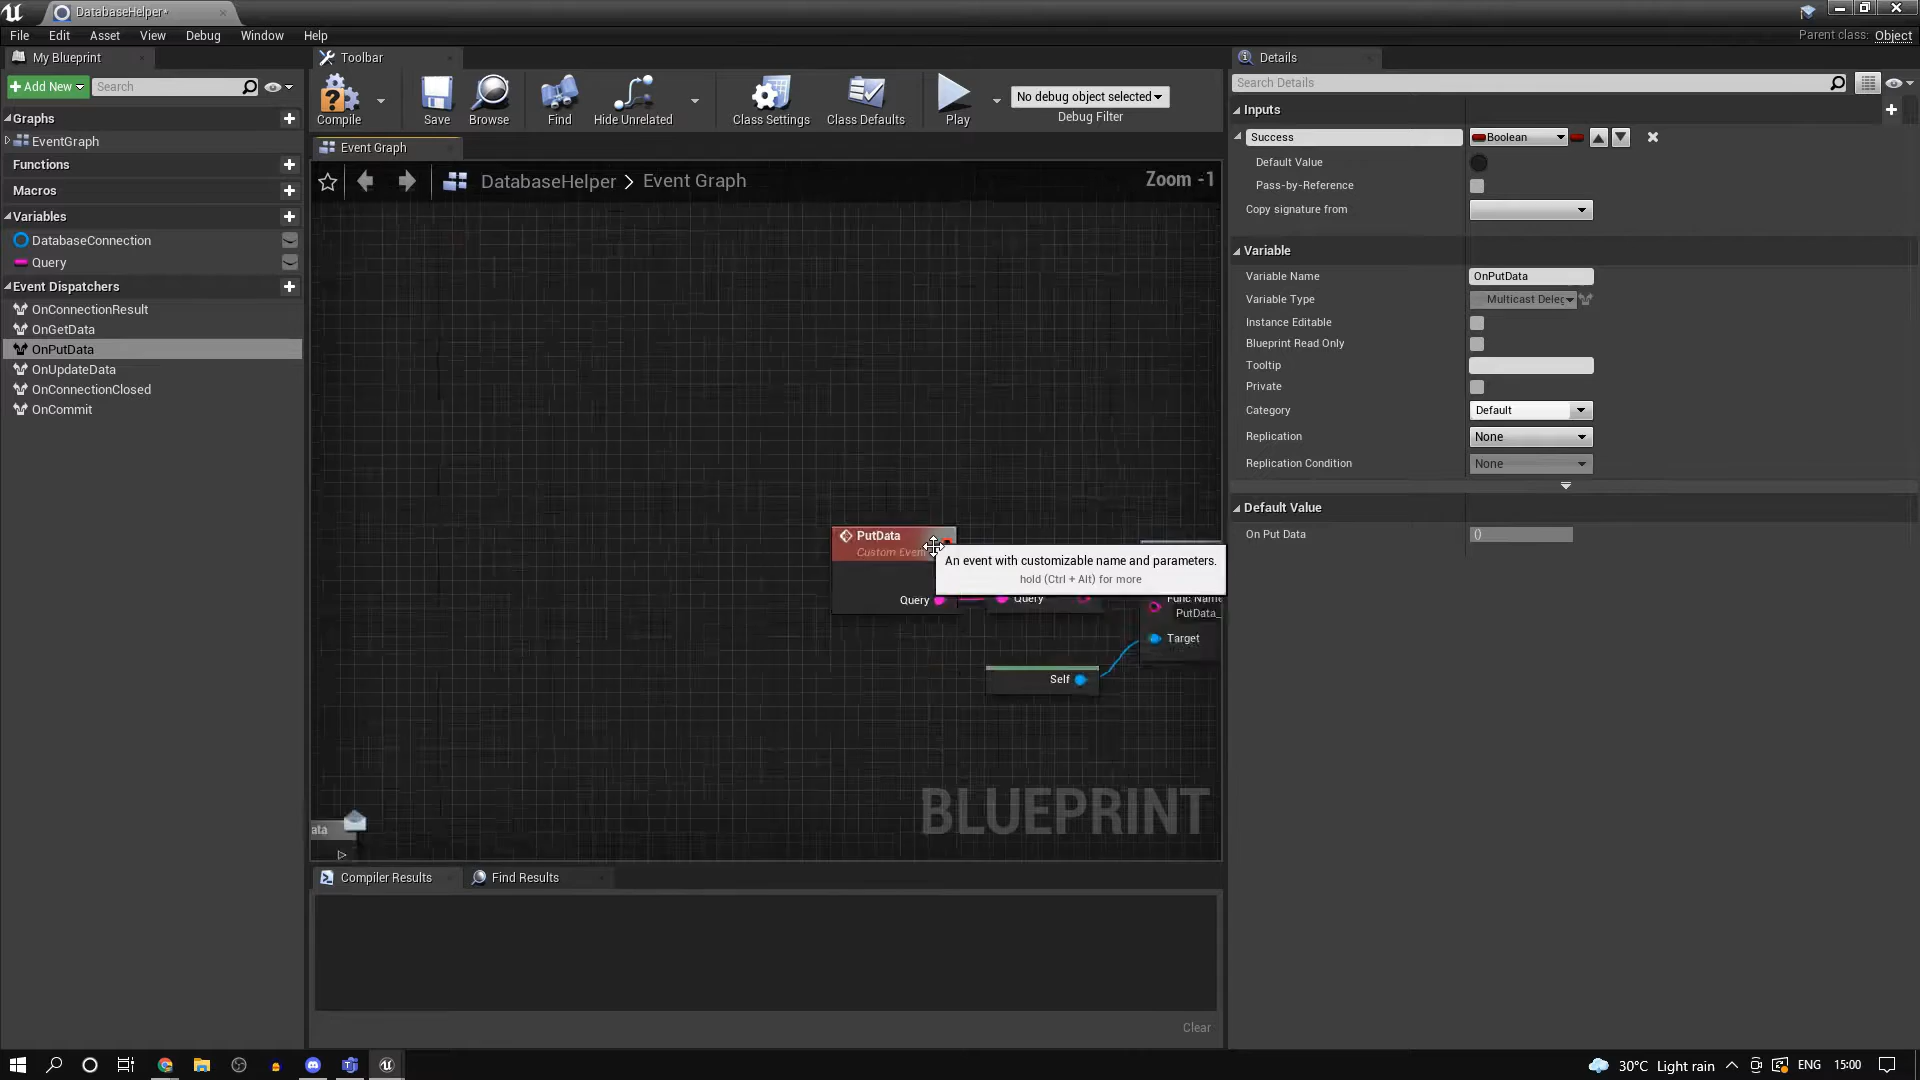 DatabaseHelper*
File Edit Asset View Debug Window Help
Parent class: Object
My Blueprint
Toolbar
Details
+ Add New
Search
Compile
Save
Browse
Find
Hide Unrelated
Class Settings
Class Defaults
Play
No debug object selected
Debug Filter
Search Details
Graphs
EventGraph
Functions
Macros
Variables
DatabaseConnection
Query
Event Dispatchers
OnConnectionResult
OnGetData
OnPutData
OnUpdateData
OnConnectionClosed
OnCommit
Event Graph
DatabaseHelper > Event Graph
Zoom -1
PutData
Custom Even
An event with customizable name and parameters.
hold (Ctrl + Alt) for more
Query
Query
Func Name
PutData_
Target
Self
ata
BLUEPRINT
Compiler Results
Find Results
Clear
Inputs
Success
Boolean
Default Value
Pass-by-Reference
Copy signature from
Variable
Variable Name
OnPutData
Variable Type
Multicast Deleg
Instance Editable
Blueprint Read Only
Tooltip
Private
Category
Default
Replication
None
Replication Condition
None
Default Value
On Put Data
()
30°C Light rain
ENG
15:00